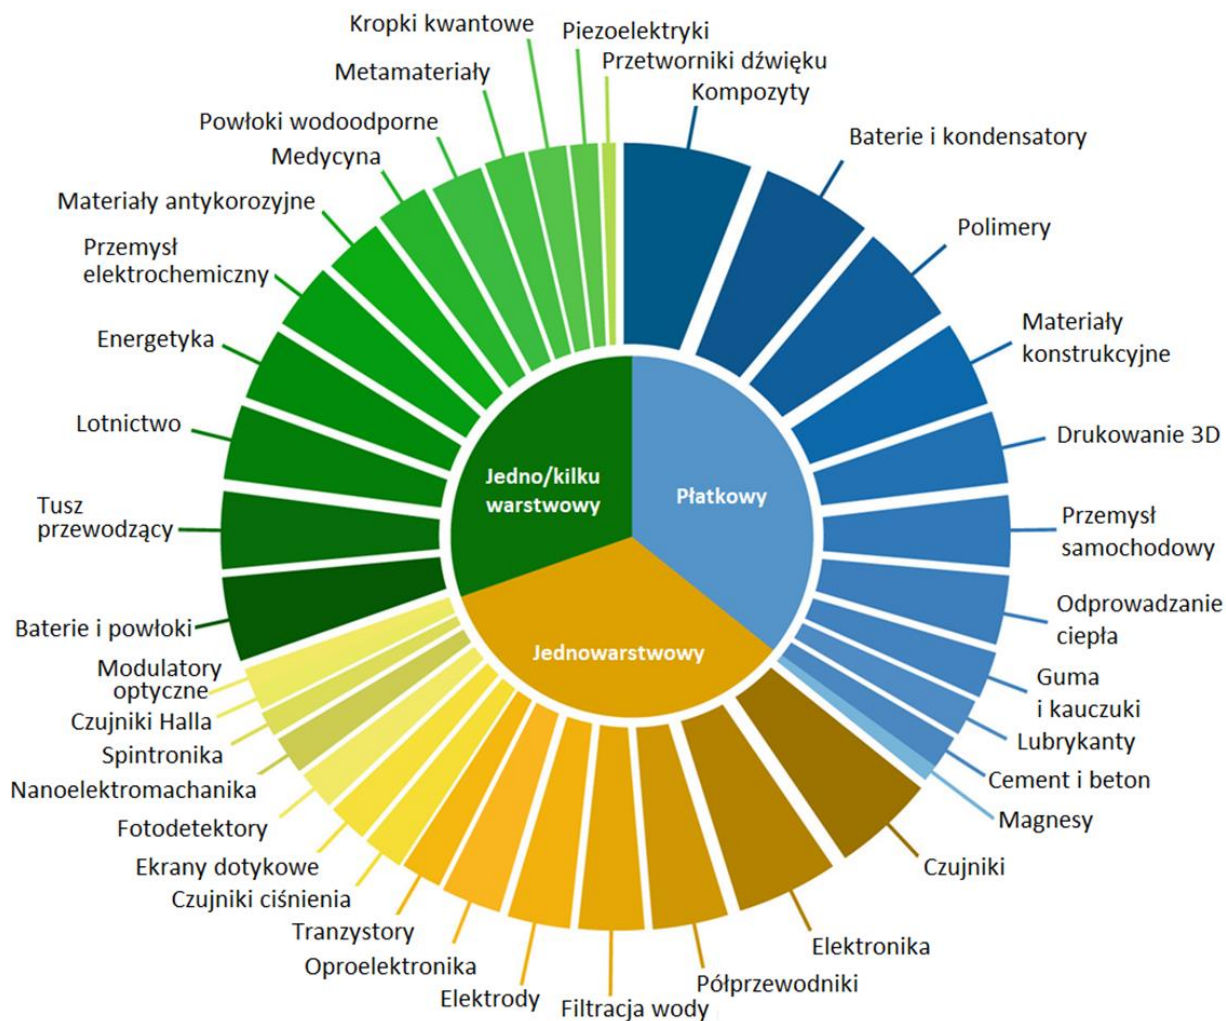 Kropki kwantowe
Piezoelektryki
Metamateriały
Przetworniki dźwięku
Kompozyty
Powłoki wodoodporne
Medycyna
Baterie i kondensatory
Materiały antykorozyjne
Polimery
Przemysł
elektrochemiczny
Energetyka
Materiały
konstrukcyjne
Lotnictwo
Drukowanie 3D
Jedno/kilku
warstwowy
Płatkowy
Tusz
przewodzący
Przemysł
samochodowy
Baterie i powłoki
Odprowadzanie
ciepła
Jednowarstwowy
Modulatory
optyczne
Guma
i kauczuki
Czujniki Halla
Lubrykanty
Spintronika
Cement i beton
Nanoelektromachanika
Magnesy
Fotodetektory
Ekrany dotykowe
Czujniki
Czujniki ciśnienia
Tranzystory
Elektronika
Oproelektronika
Półprzewodniki
Elektrody
Filtracja wody